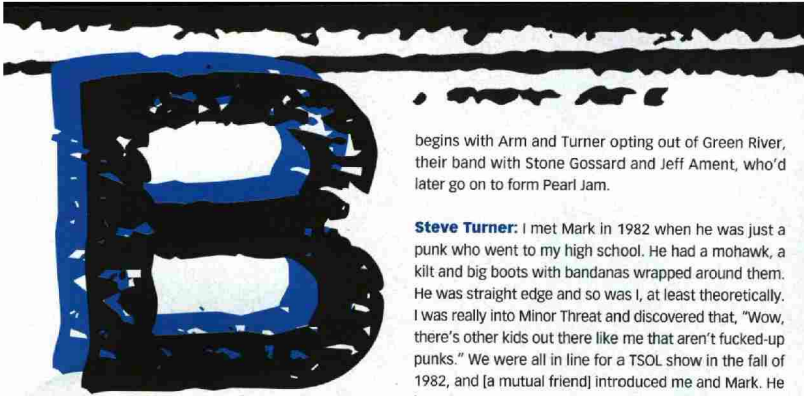 B
begins with Arm and Turner opting out of Green River,
their band with Stone Gossard and Jeff Ament, who'd
later go on to form Pearl Jam.
Steve Turner: I met Mark in 1982 when he was just a
punk who went to my high school. He had a mohawk, a
kilt and big boots with bandanas wrapped around them.
He was straight edge and so was I, at least theoretically.
I was really into Minor Threat and discovered that, "Wow,
there's other kids out there like me that aren't fucked-up
punks." We were all in line for a TSOL show in the fall of
1982, and [a mutual friend] introduced me and Mark. He